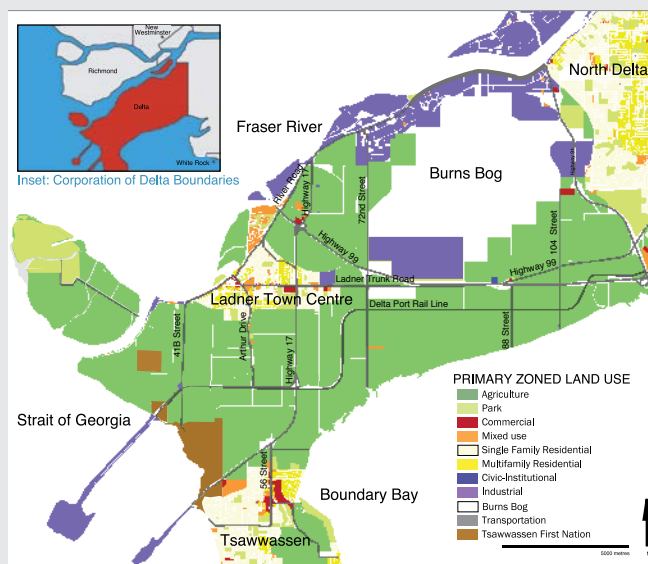 New
Westminster
Richmond
Delta
White Rock
Inset: Corporation of Delta Boundaries
North Delta
Fraser River
Burns Bog
River Road
Highway 17
72nd Street
Highway 91
104 Street
Highway 99
Highway 99
Ladner Trunk Road
Ladner Town Centre
Delta Port Rail Line
41B Street
Arthur Drive
Highway 17
88 Street
Strait of Georgia
56 Street
Boundary Bay
Tsawwassen
PRIMARY ZONED LAND USE
Agriculture
Park
Commercial
Mixed use
Single Family Residential
Multifamily Residential
Civic-Institutional
Industrial
Burns Bog
Transportation
Tsawwassen First Nation
5000 metres